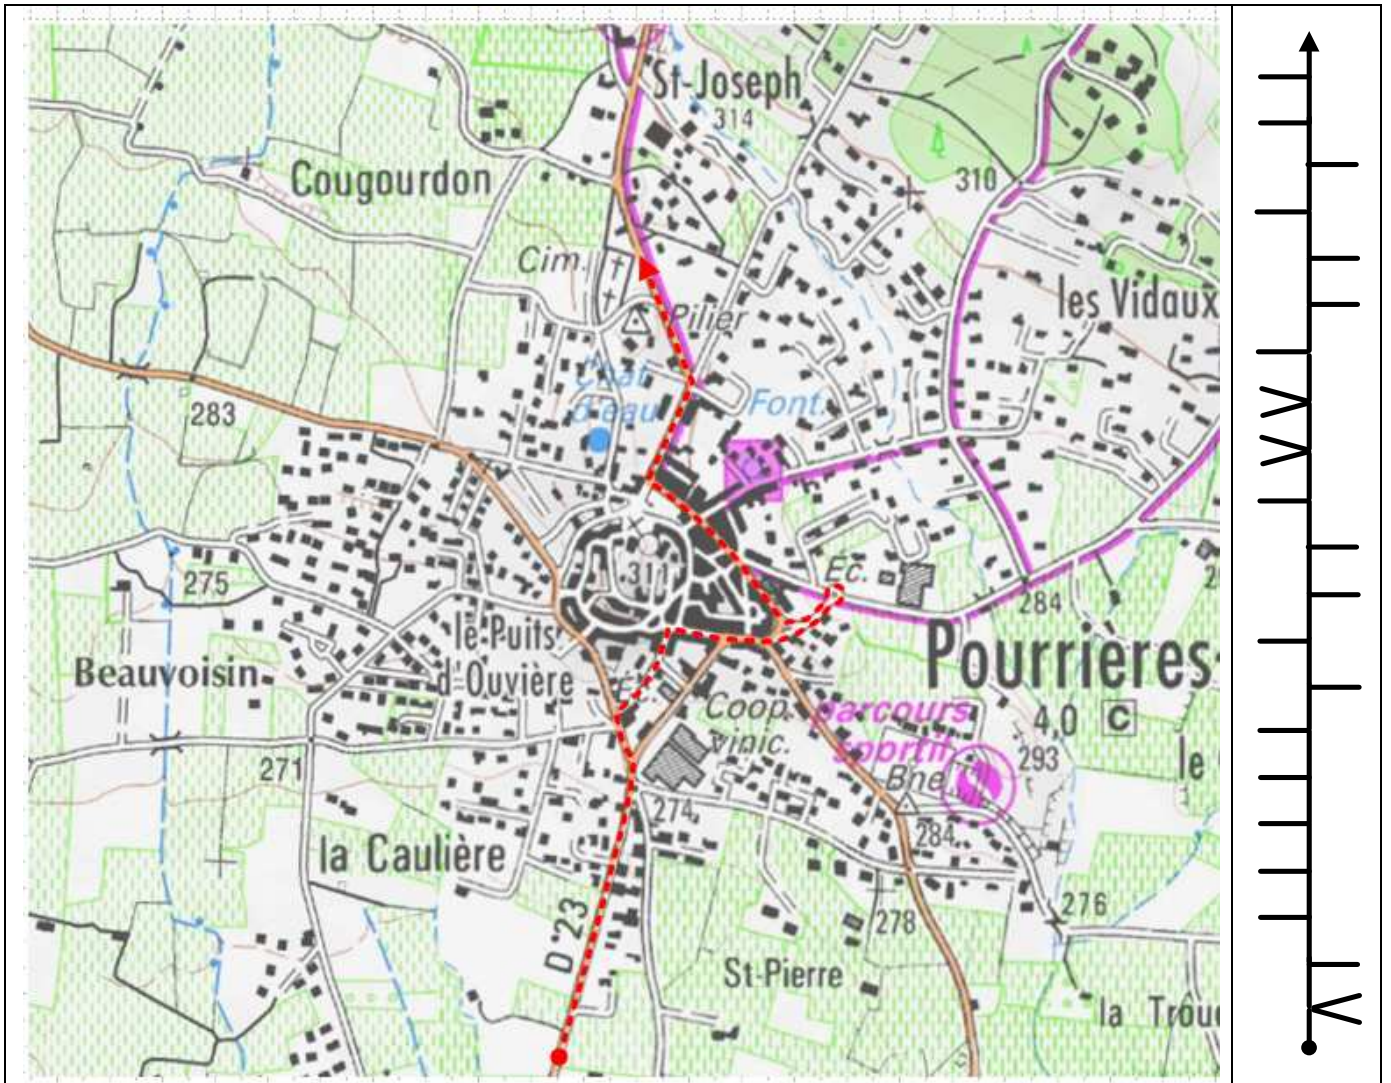 St-Joseph
314
Cougourdon
310
Cim.
Pilier
les Vidaux
Chât
d'eau
Font.
283
311
Éc.
275
284
le Puits
d'Ouvière
Pourrières
Beauvoisin
Coop.
vinic.
parcours
sportif
4,0 C
293
le
271
Bne
274
284
la Caulière
276
278
D 23
St-Pierre
la Trouc